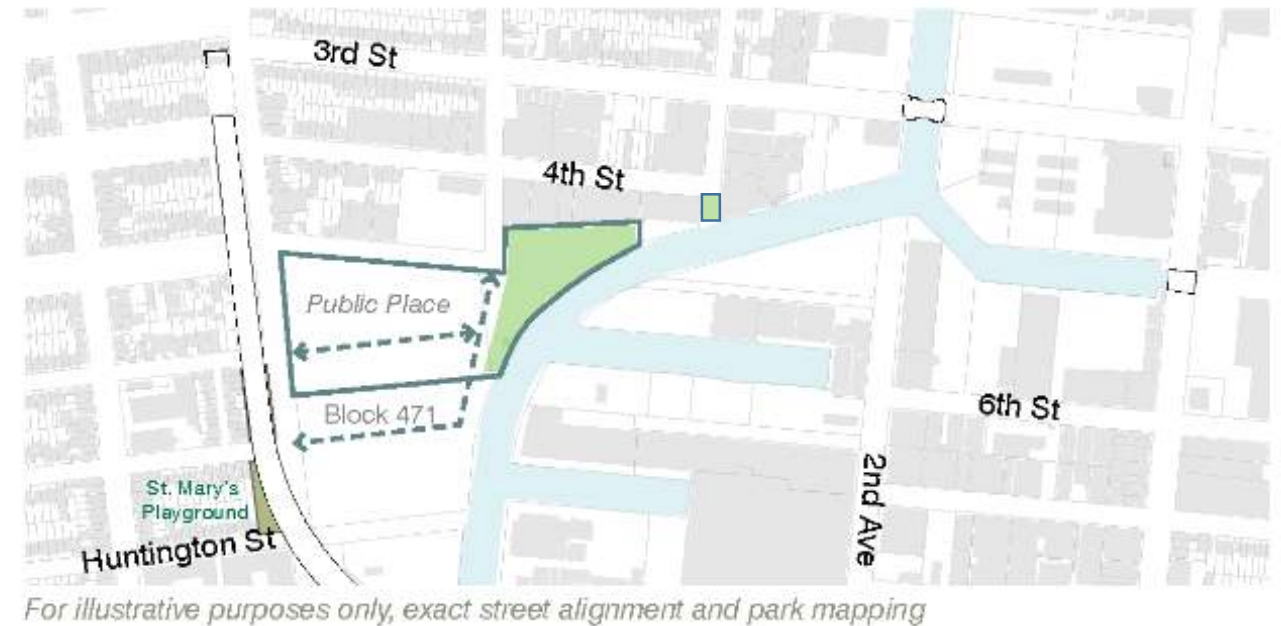 3rd St
4th St
Public Place
Block 471
6th St
St. Mary's
Playground
2nd Ave
Huntington St
For illustrative purposes only, exact street alignment and park mapping